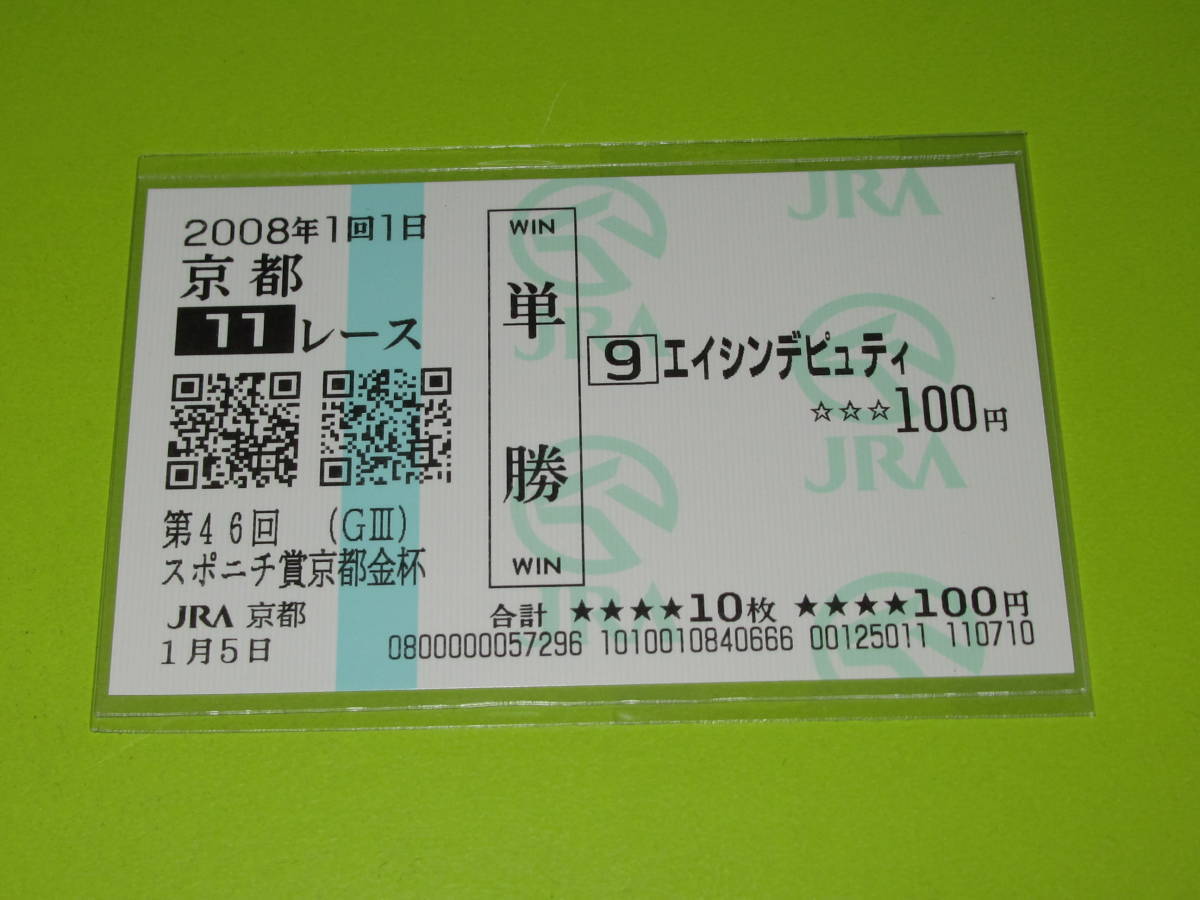 2008年1回1日
京都
11レース
第46回 (GⅢ)
スポニチ賞京都金杯
JRA 京都
1月5日
WIN
単勝
WIN
9 エイシンデピュティ
☆☆☆100円
合計 ★★★★10枚 ★★★★100円
0800000057296 1010010840666 00125011 110710
JRA
JRA
JRA
JRA